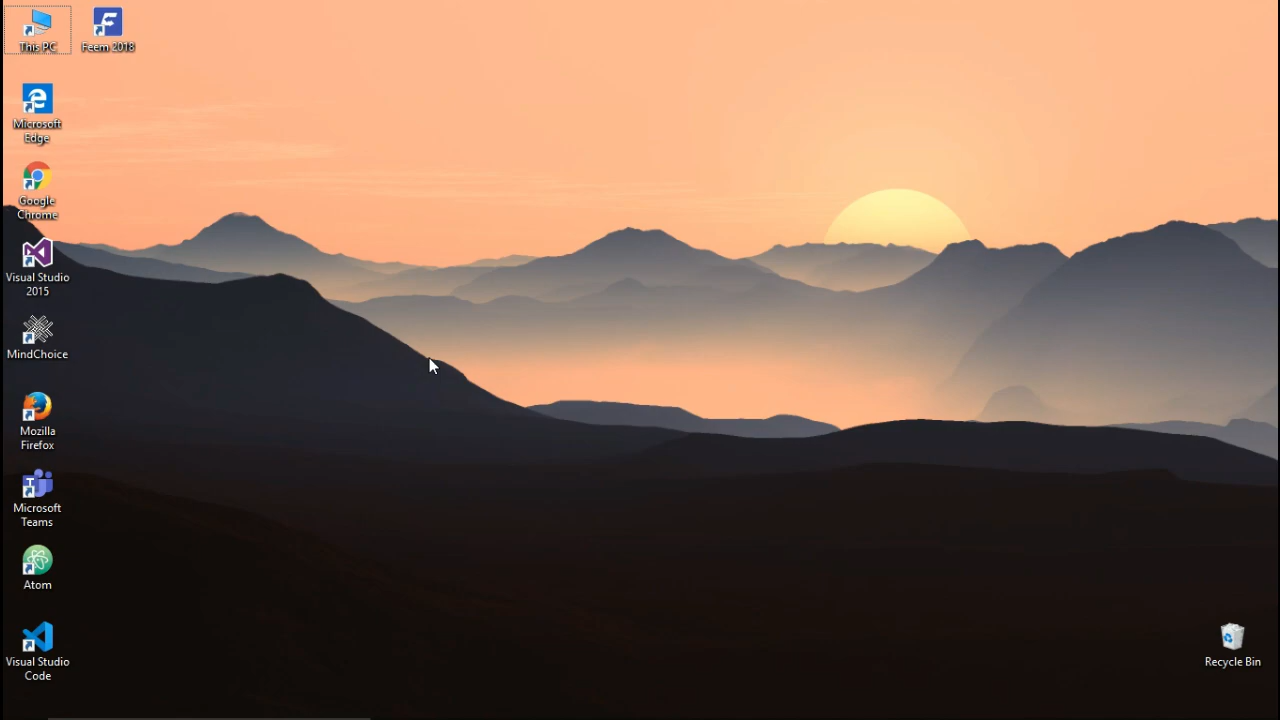 This PC
Feem 2018
Microsoft
Edge
Google
Chrome
Visual Studio
2015
MindChoice
Mozilla
Firefox
Microsoft
Teams
Atom
Visual Studio
Code
Recycle Bin